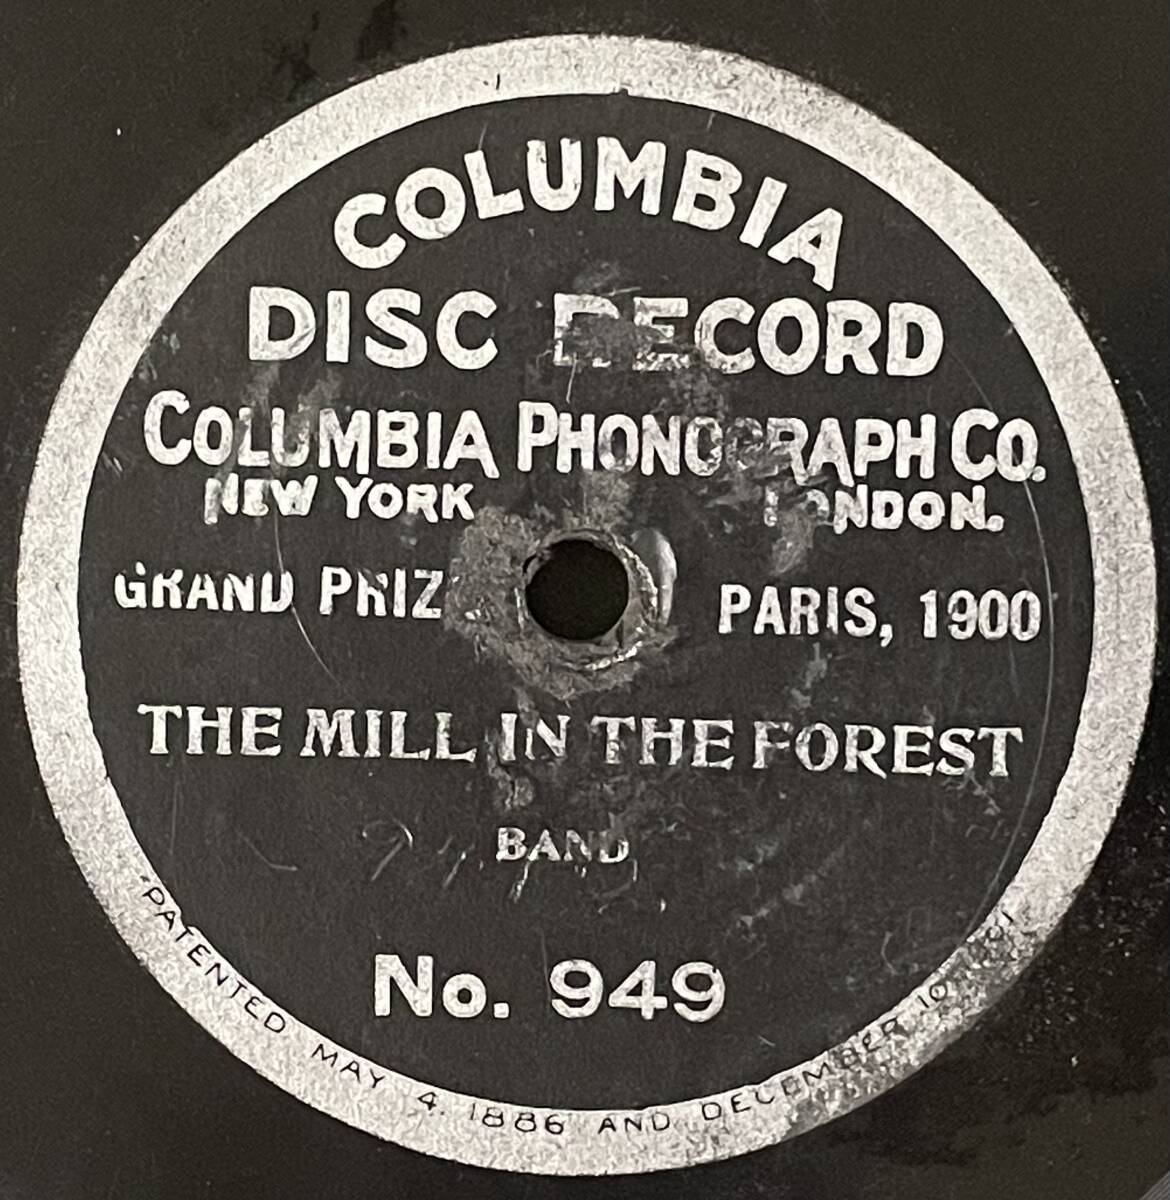 COLUMBIA
DISC RECORD
COLUMBIA PHONOGRAPH CO.
NEW YORK LONDON.
GRAND PRIZ PARIS, 1900
THE MILL IN THE FOREST
BAND
No. 949
PATENTED MAY 4. 1886 AND DECEMBER 10